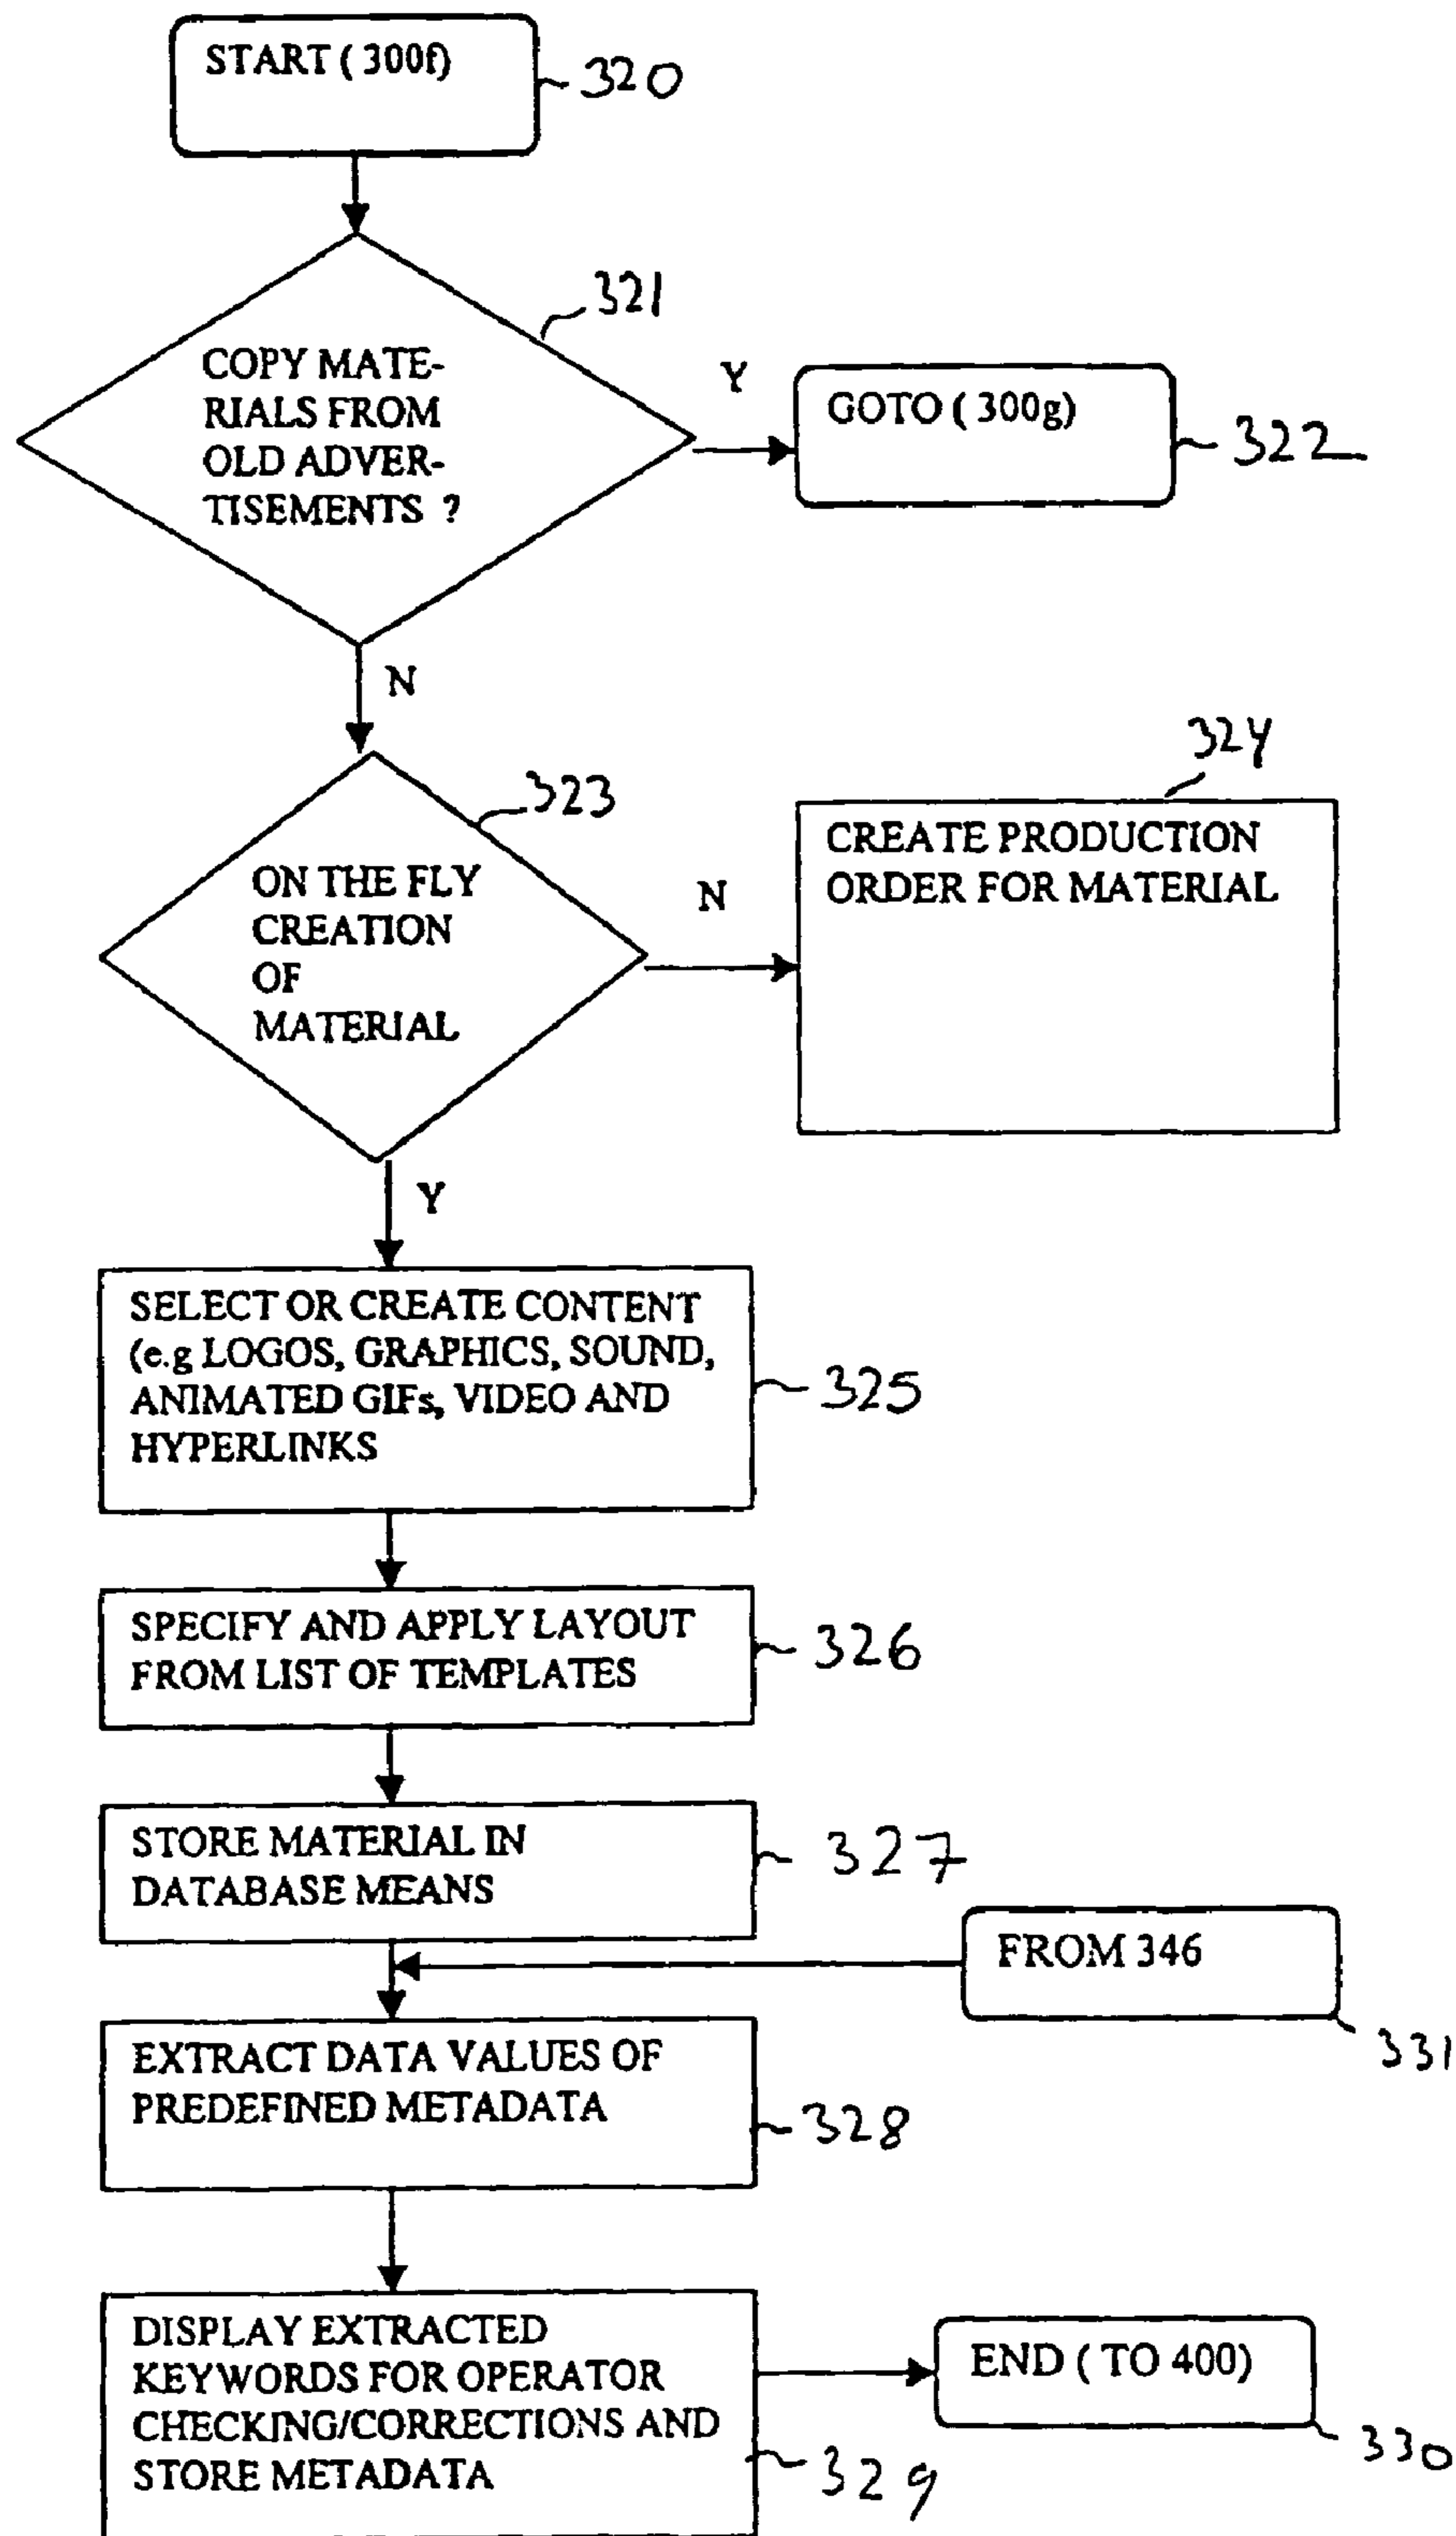 START ( 300f)
320
321
COPY MATE-
RIALS FROM
OLD ADVER-
TISEMENTS ?
Y
GOTO ( 300g)
322
N
323
324
ON THE FLY
CREATION
OF
MATERIAL
N
CREATE PRODUCTION
ORDER FOR MATERIAL
Y
SELECT OR CREATE CONTENT
(e.g LOGOS, GRAPHICS, SOUND,
ANIMATED GIFs, VIDEO AND
HYPERLINKS
325
SPECIFY AND APPLY LAYOUT
FROM LIST OF TEMPLATES
326
STORE MATERIAL IN
DATABASE MEANS
327
FROM 346
331
EXTRACT DATA VALUES OF
PREDEFINED METADATA
328
DISPLAY EXTRACTED
KEYWORDS FOR OPERATOR
CHECKING/CORRECTIONS AND
STORE METADATA
329
END ( TO 400)
330